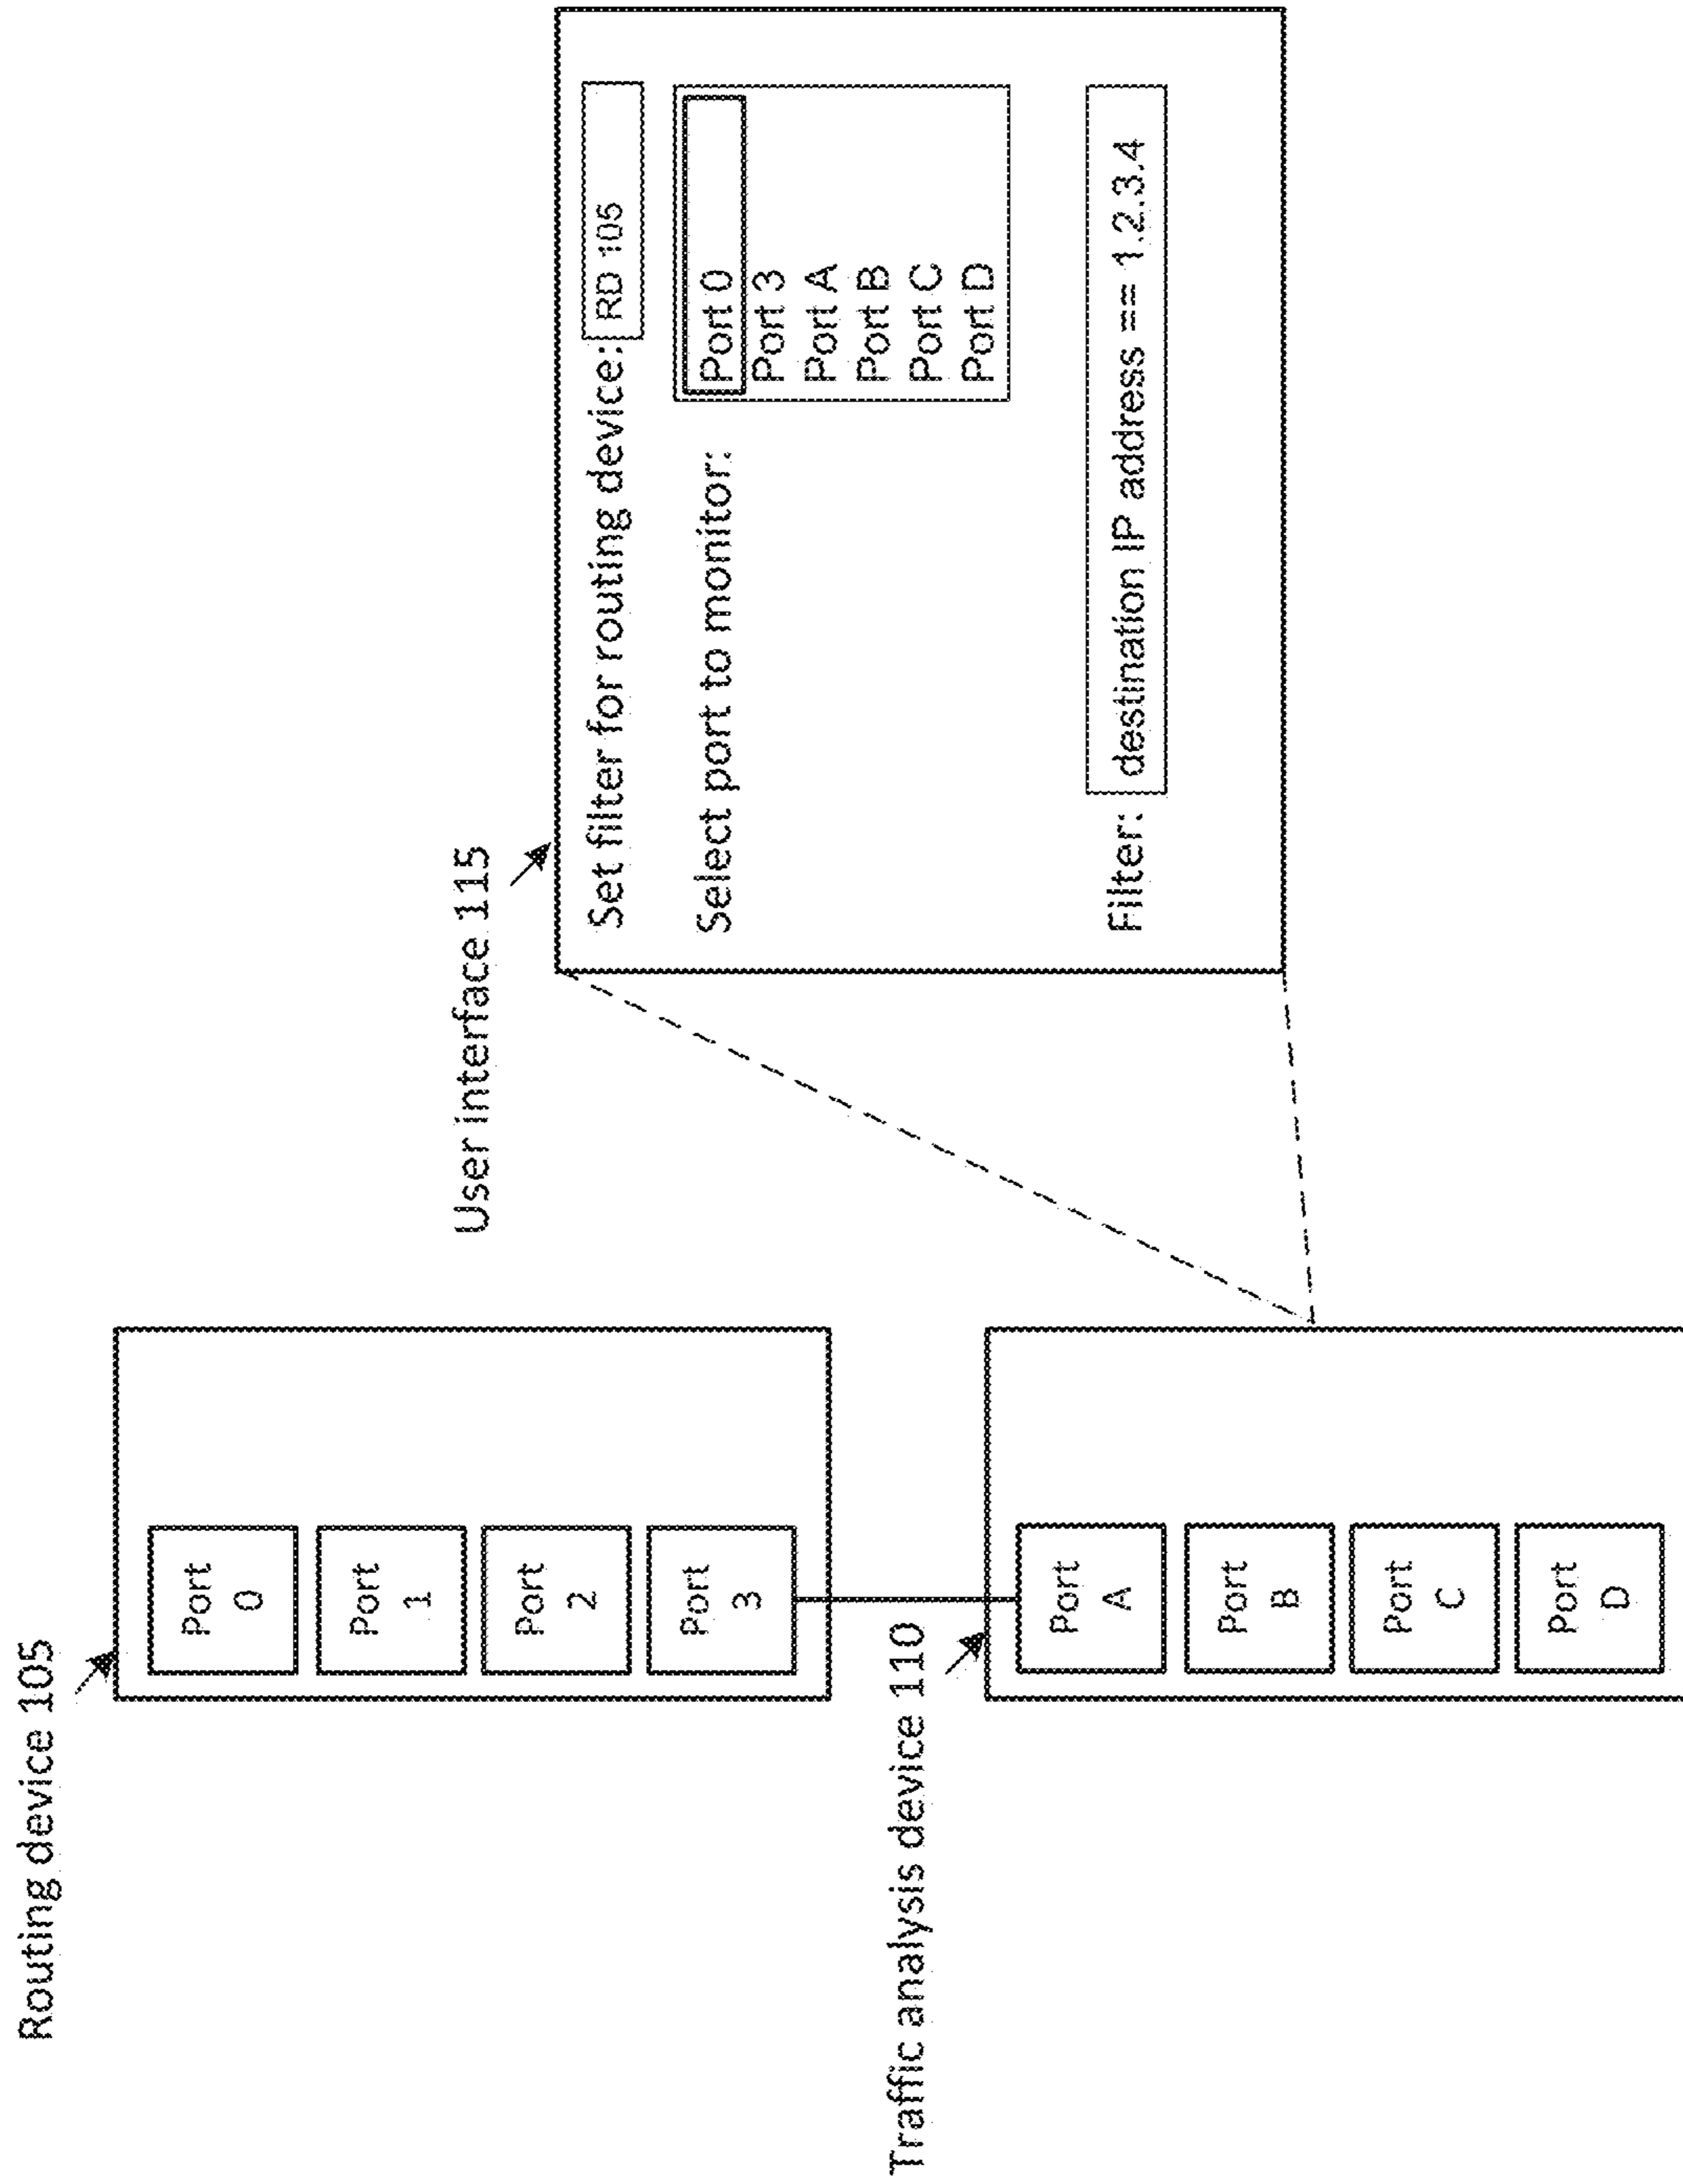 Routing device 105
Port
0
Port
1
Port
2
Port
3
Traffic analysis device 110
Port
A
Port
B
Port
C
Port
D
User interface 115
Set filter for routing device: RD 105
Select port to monitor:
Port 0
Port 3
Port A
Port B
Port C
Port D
Filter: destination IP address == 1.2.3.4